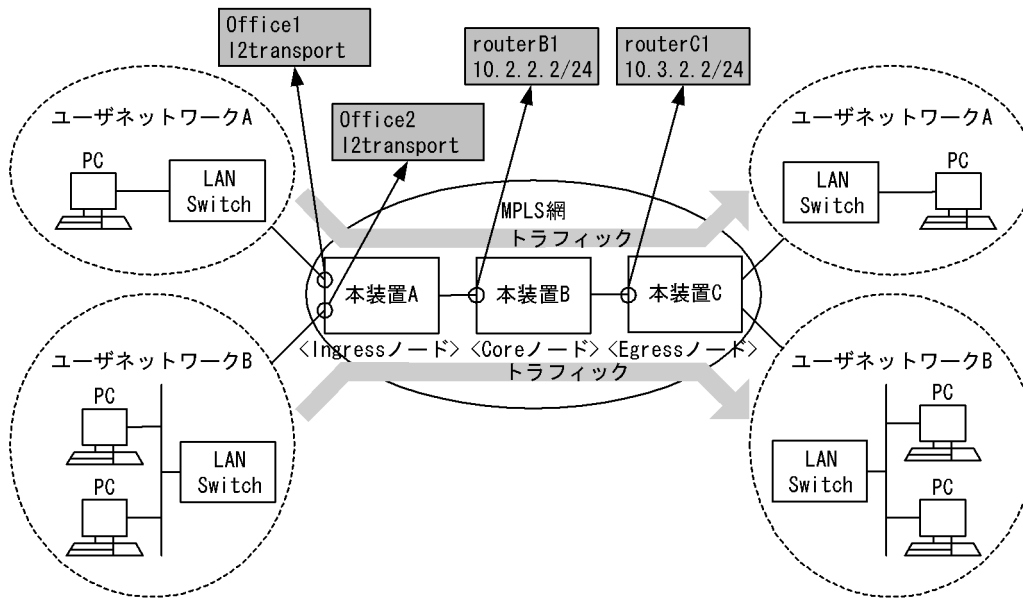 Office1
l2transport
routerB1
10.2.2.2/24
routerC1
10.3.2.2/24
Office2
l2transport
ユーザネットワークA
PC
LAN
Switch
ユーザネットワークA
LAN
Switch
PC
MPLS網
トラフィック
本装置A
本装置B
本装置C
<Ingressノード>
<Coreノード>
<Egressノード>
トラフィック
ユーザネットワークB
PC
LAN
Switch
PC
ユーザネットワークB
PC
LAN
Switch
PC